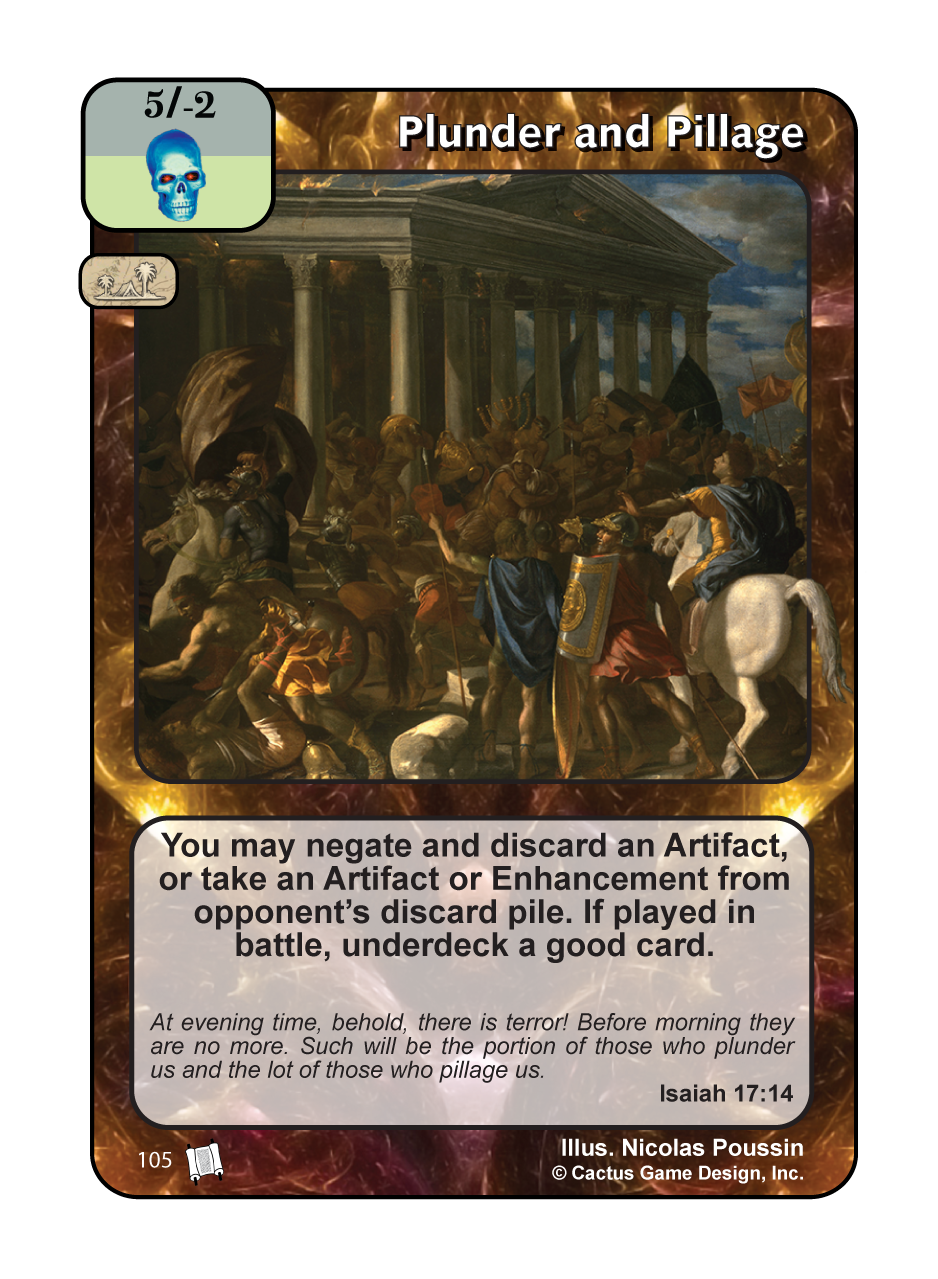 5/-2
Plunder and Pillage
You may negate and discard an Artifact,
or take an Artifact or Enhancement from
opponent's discard pile. If played in
battle, underdeck a good card.
At evening time, behold, there is terror! Before morning they
are no more. Such will be the portion of those who plunder
us and the lot of those who pillage us.
Isaiah 17:14
105
Illus. Nicolas Poussin
© Cactus Game Design, Inc.